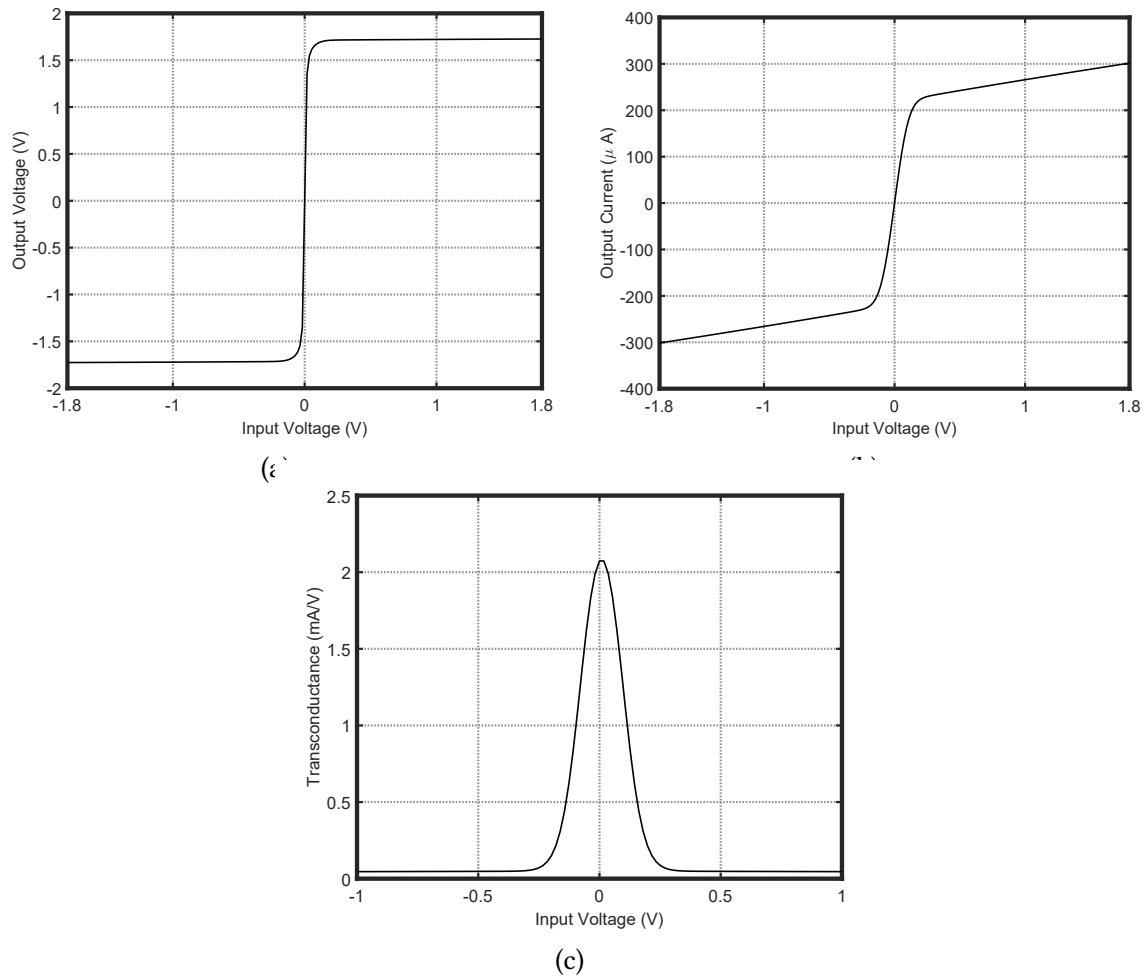 2
1.5
1
0.5
0
-0.5
-1
-1.5
-2
Output Voltage (V)
-1.8 -1 0 1 1.8
Input Voltage (V)
400
300
200
100
0
-100
-200
-300
-400
Output Current (μ A)
-1.8 -1 0 1 1.8
Input Voltage (V)
2.5
2
1.5
1
0.5
0
Transconductance (mA/V)
-1 -0.5 0 0.5 1
Input Voltage (V)
(c)